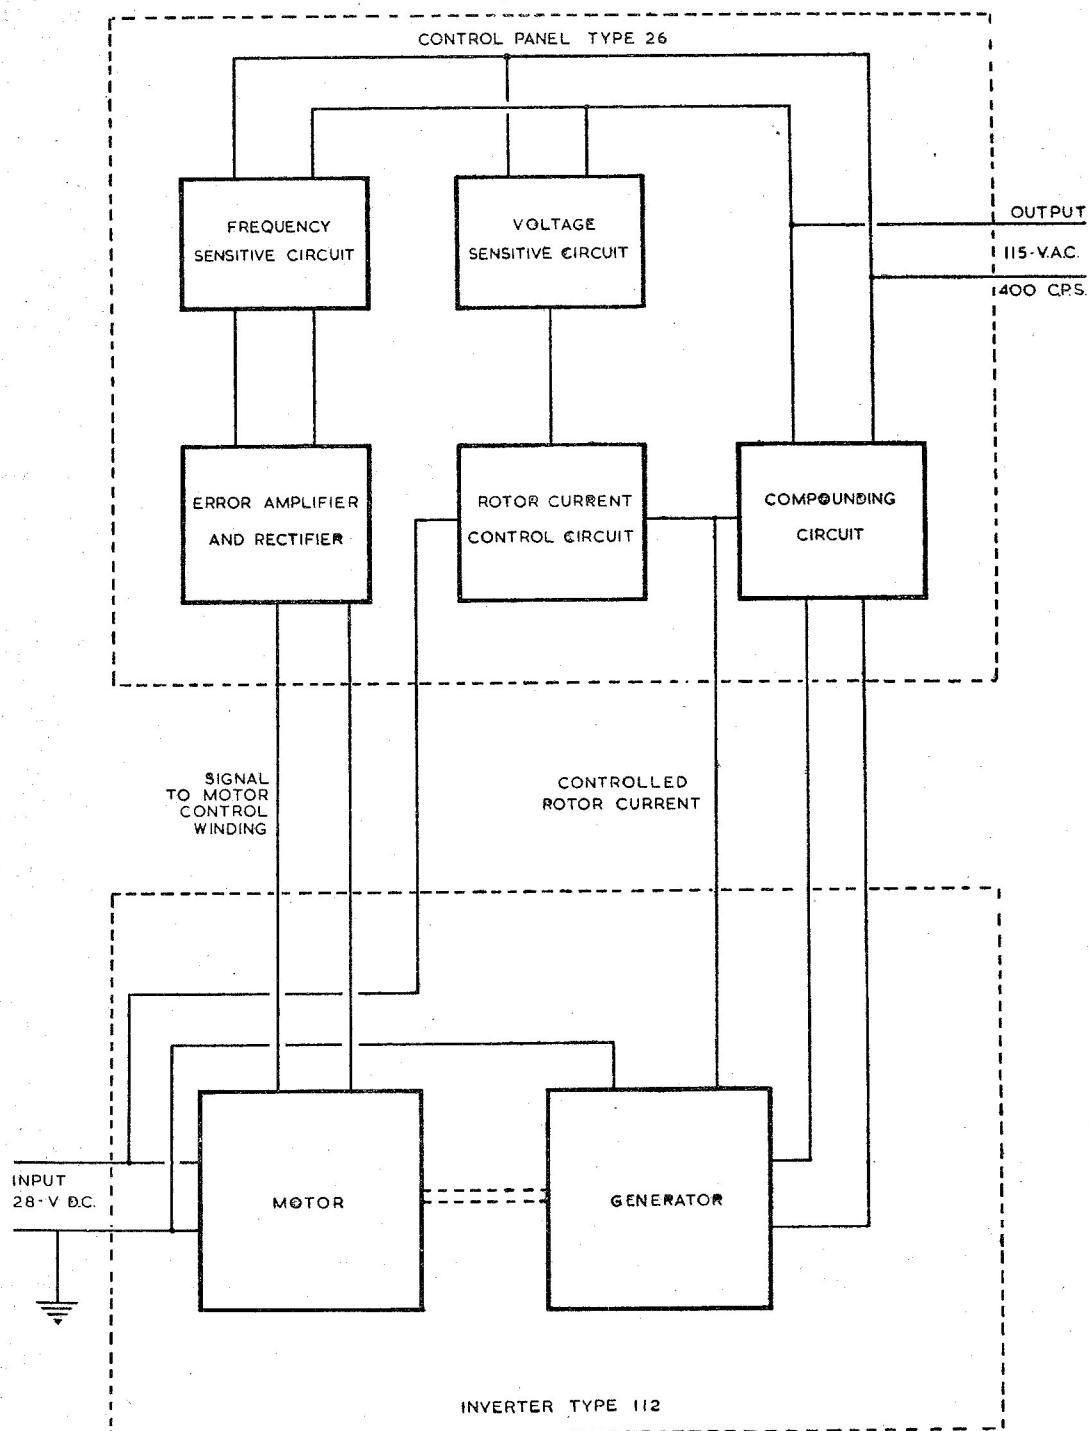 CONTROL PANEL TYPE 26
FREQUENCY
SENSITIVE CIRCUIT
VOLTAGE
SENSITIVE CIRCUIT
OUTPUT
115-V.A.C.
400 C.P.S.
ERROR AMPLIFIER
AND RECTIFIER
ROTOR CURRENT
CONTROL CIRCUIT
COMPOUNDING
CIRCUIT
SIGNAL
TO MOTOR
CONTROL
WINDING
CONTROLLED
ROTOR CURRENT
INPUT
28-V D.C.
MOTOR
GENERATOR
INVERTER TYPE 112